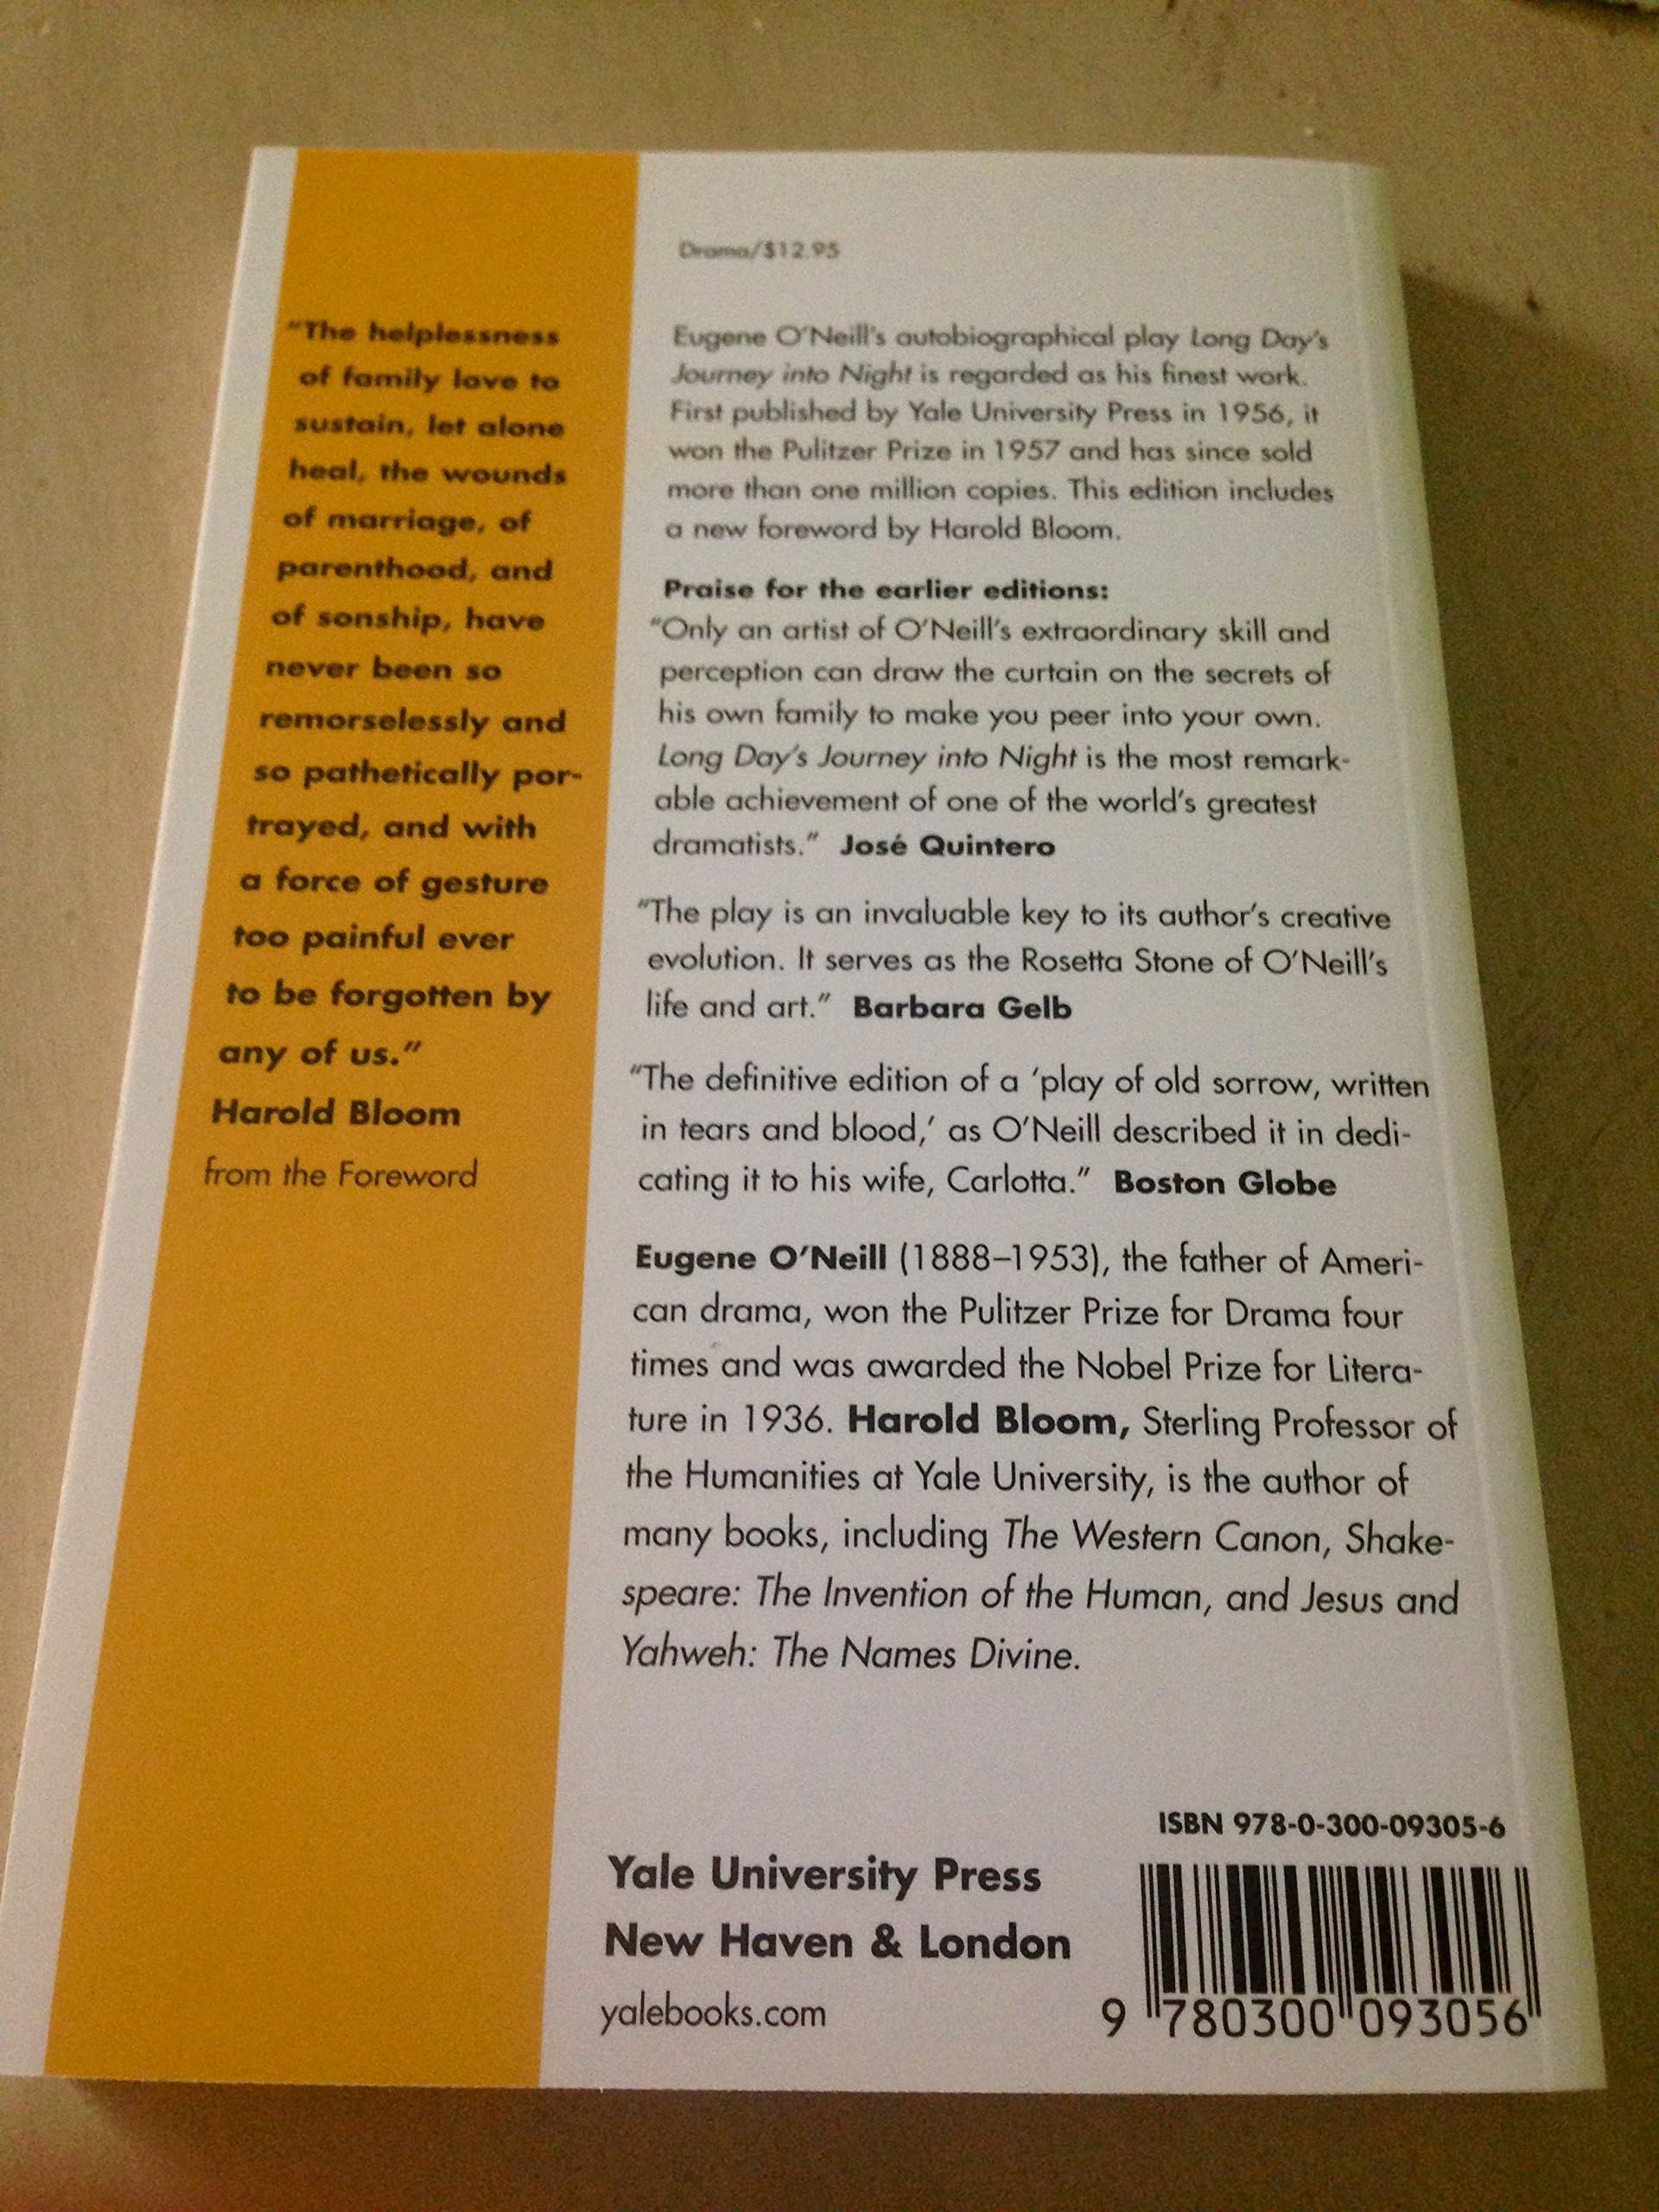 Drama/$12.95
"The helplessness
of family love to
sustain, let alone
heal, the wounds
of marriage, of
parenthood, and
of sonship, have
never been so
remorselessly and
so pathetically por-
trayed, and with
a force of gesture
too painful ever
to be forgotten by
any of us."
Harold Bloom
from the Foreword
Eugene O'Neill's autobiographical play Long Day's
Journey into Night is regarded as his finest work.
First published by Yale University Press in 1956, it
won the Pulitzer Prize in 1957 and has since sold
more than one million copies. This edition includes
a new foreword by Harold Bloom.
Praise for the earlier editions:
"Only an artist of O'Neill's extraordinary skill and
perception can draw the curtain on the secrets of
his own family to make you peer into your own.
Long Day's Journey into Night is the most remark-
able achievement of one of the world's greatest
dramatists." José Quintero
"The play is an invaluable key to its author's creative
evolution. It serves as the Rosetta Stone of O'Neill's
life and art." Barbara Gelb
"The definitive edition of a 'play of old sorrow, written
in tears and blood,' as O'Neill described it in dedi-
cating it to his wife, Carlotta." Boston Globe
Eugene O'Neill (1888–1953), the father of Ameri-
can drama, won the Pulitzer Prize for Drama four
times and was awarded the Nobel Prize for Litera-
ture in 1936. Harold Bloom, Sterling Professor of
the Humanities at Yale University, is the author of
many books, including The Western Canon, Shake-
speare: The Invention of the Human, and Jesus and
Yahweh: The Names Divine.
Yale University Press
New Haven & London
yalebooks.com
ISBN 978-0-300-09305-6
9 780300 093056